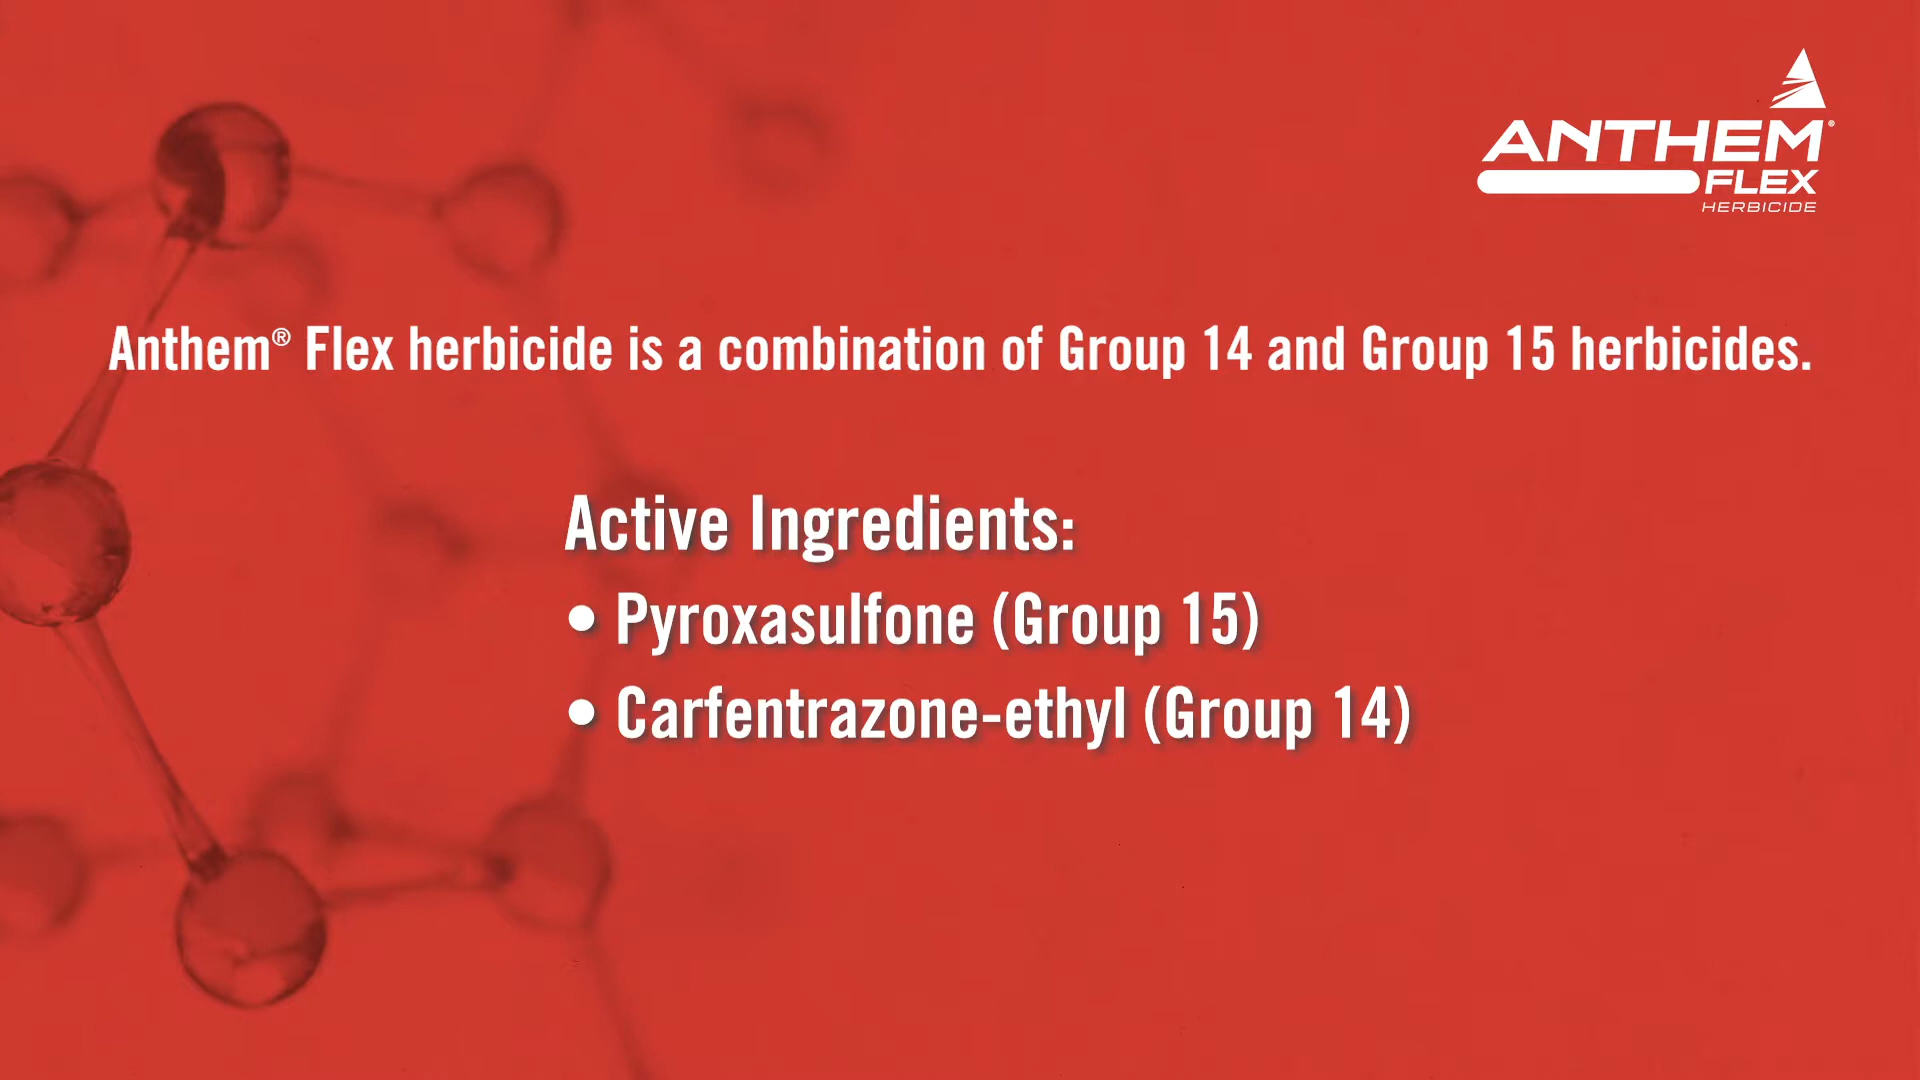 ANTHEM®
FLEX
HERBICIDE
Anthem® Flex herbicide is a combination of Group 14 and Group 15 herbicides.
Active Ingredients:
• Pyroxasulfone (Group 15)
• Carfentrazone-ethyl (Group 14)